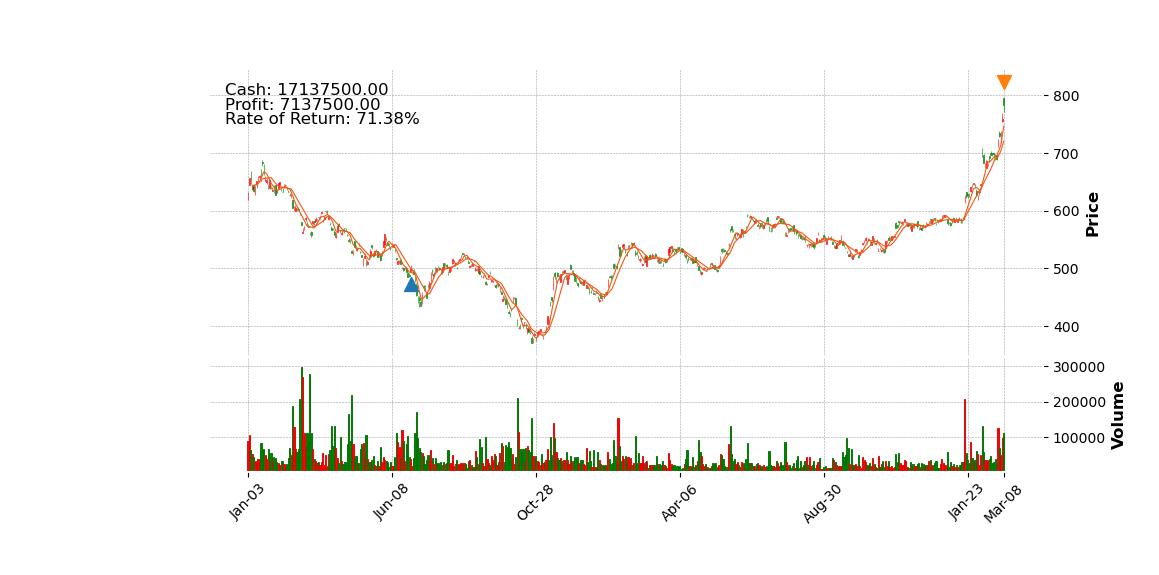 Cash: 17137500.00
Profit: 7137500.00
Rate of Return: 71.38%
800
700
600
500
400
Price
300000
200000
100000
Volume
Jan-03
Jun-08
Oct-28
Apr-06
Aug-30
Jan-23
Mar-08